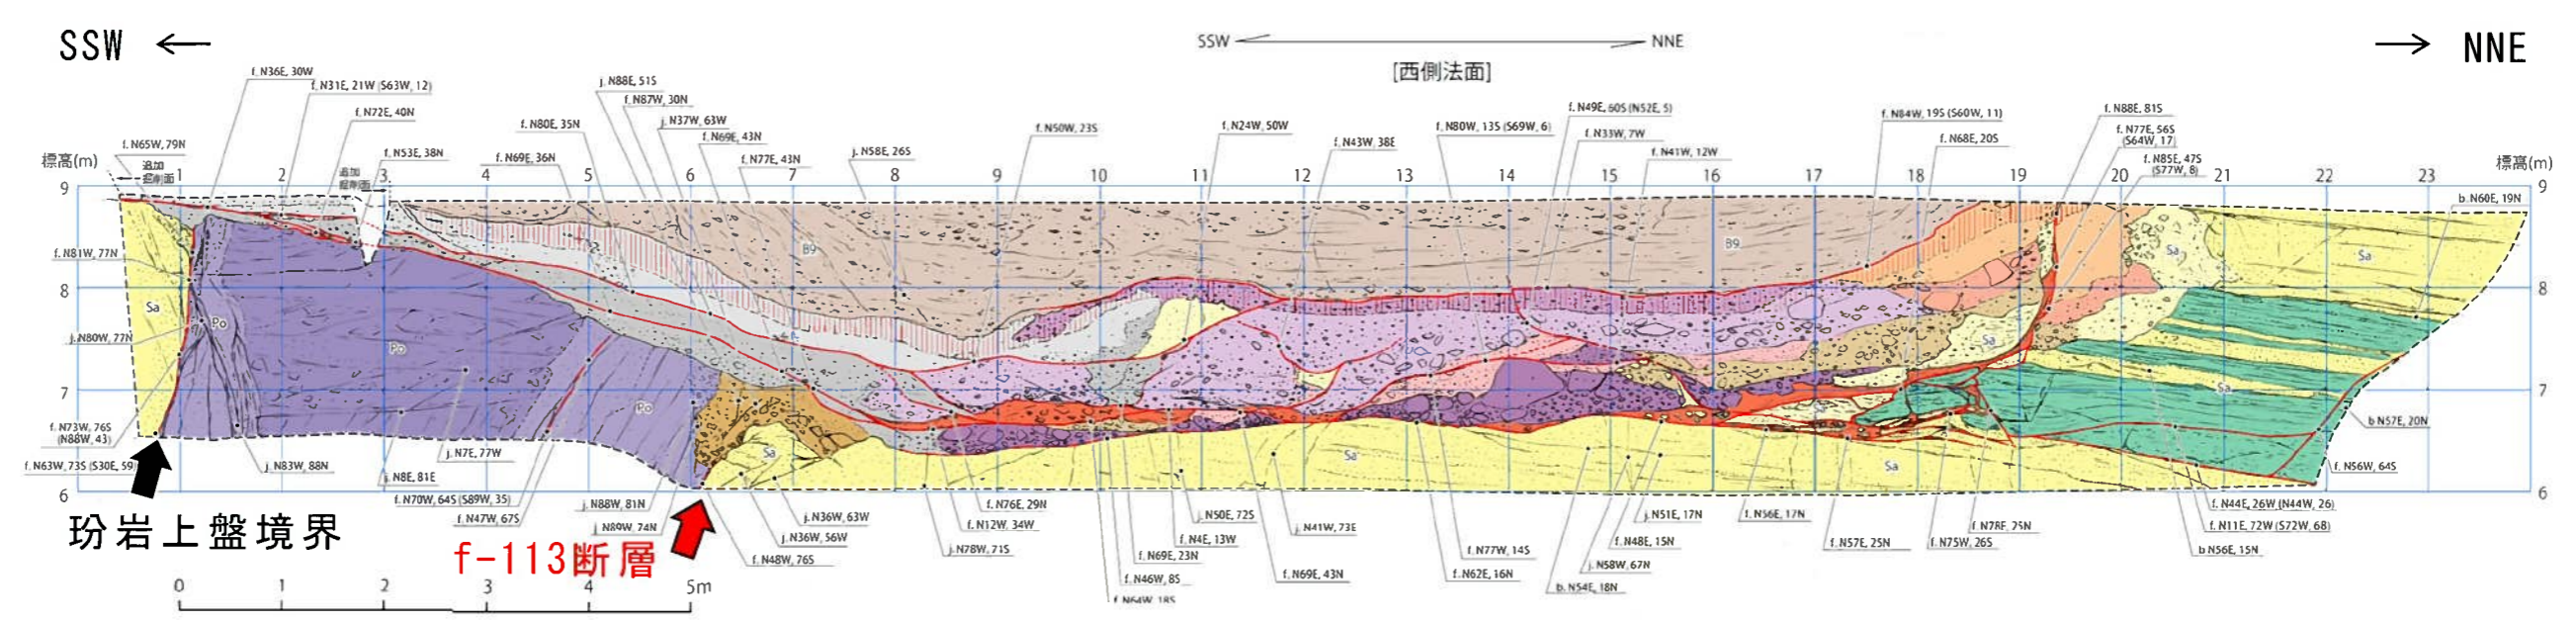 SSW ←
→ NNE
SSW NNE
[西側法面]
f. N36E, 30W
f. N31E, 21W (S63W, 12)
f. N72E, 40N
f. N65W, 79N
f. N53E, 38N
j. N88E, 51S
f. N87W, 30N
j. N37W, 63W
f. N69E, 43N
f. N77E, 43N
f. N80E, 35N
f. N69E, 36N
j. N58E, 26S
f. N50W, 23S
f. N24W, 50W
f. N43W, 38E
f. N80W, 13S (S69W, 6)
f. N49E, 60S (N52E, 5)
f. N33W, 7W
f. N41W, 12W
f. N84W, 19S (S60W, 11)
f. N68E, 20S
f. N88E, 81S
f. N77E, 56S
(S64W, 17)
f. N85E, 47S
(S77W, 8)
b. N60E, 19N
標高(m)
標高(m)
追加
掘削面
追加
掘削面
1 2 3 4 5 6 7 8 9 10 11 12 13 14 15 16 17 18 19 20 21 22 23
9
8
7
6
9
8
7
6
B9
B9
Sa
Po
Po
Po
Sa
Sa
Sa
Sa
Sa
Sa
Sa
f. N81W, 77N
j. N80W, 77N
f. N73W, 76S
(N88W, 43)
f. N63W, 73S (S30E, 59)
j. N83W, 88N
j. N8E, 81E
j. N7E, 77W
f. N70W, 64S (S89W, 35)
f. N47W, 67S
j. N88W, 81N
j. N89W, 74N
f. N48W, 76S
j. N36W, 56W
j. N36W, 63W
j. N78W, 71S
f. N12W, 34W
f. N76E, 29N
f. N64W, 18S
f. N46W, 8S
f. N69E, 23N
f. N4E, 13W
j. N50E, 72S
f. N69E, 43N
j. N41W, 73E
f. N62E, 16N
f. N77W, 14S
b. N54E, 18N
j. N58W, 67N
f. N48E, 15N
j. N51E, 17N
f. N56E, 17N
f. N57E, 25N
f. N75W, 26S
f. N78E, 25N
b N56E, 15N
f. N11E, 72W (S72W, 68)
f. N44E, 26W (N44W, 26)
f. N56W, 64S
b N57E, 20N
玢岩上盤境界
f-113断層
0 1 2 3 4 5m